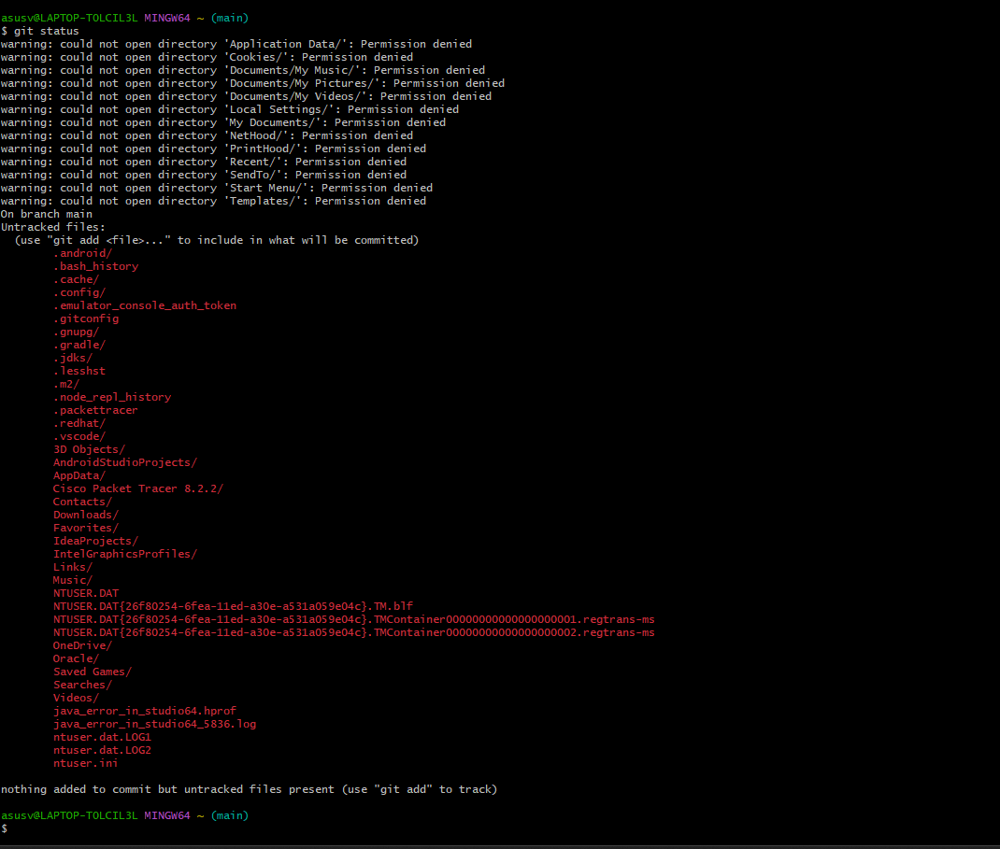 asusv@LAPTOP-TOLCIL3L MINGW64 ~ (main)
$ git status
warning: could not open directory 'Application Data/': Permission denied
warning: could not open directory 'Cookies/': Permission denied
warning: could not open directory 'Documents/My Music/': Permission denied
warning: could not open directory 'Documents/My Pictures/': Permission denied
warning: could not open directory 'Documents/My Videos/': Permission denied
warning: could not open directory 'Local Settings/': Permission denied
warning: could not open directory 'My Documents/': Permission denied
warning: could not open directory 'NetHood/': Permission denied
warning: could not open directory 'PrintHood/': Permission denied
warning: could not open directory 'Recent/': Permission denied
warning: could not open directory 'SendTo/': Permission denied
warning: could not open directory 'Start Menu/': Permission denied
warning: could not open directory 'Templates/': Permission denied
On branch main
Untracked files:
  (use "git add <file>..." to include in what will be committed)
        .android/
        .bash_history
        .cache/
        .config/
        .emulator_console_auth_token
        .gitconfig
        .gnupg/
        .gradle/
        .jdks/
        .lesshst
        .m2/
        .node_repl_history
        .packettracer
        .redhat/
        .vscode/
        3D Objects/
        AndroidStudioProjects/
        AppData/
        Cisco Packet Tracer 8.2.2/
        Contacts/
        Downloads/
        Favorites/
        IdeaProjects/
        IntelGraphicsProfiles/
        Links/
        Music/
        NTUSER.DAT
        NTUSER.DAT{26f80254-6fea-11ed-a30e-a531a059e04c}.TM.blf
        NTUSER.DAT{26f80254-6fea-11ed-a30e-a531a059e04c}.TMContainer00000000000000000001.regtrans-ms
        NTUSER.DAT{26f80254-6fea-11ed-a30e-a531a059e04c}.TMContainer00000000000000000002.regtrans-ms
        OneDrive/
        Oracle/
        Saved Games/
        Searches/
        Videos/
        java_error_in_studio64.hprof
        java_error_in_studio64_5836.log
        ntuser.dat.LOG1
        ntuser.dat.LOG2
        ntuser.ini

nothing added to commit but untracked files present (use "git add" to track)

asusv@LAPTOP-TOLCIL3L MINGW64 ~ (main)
$